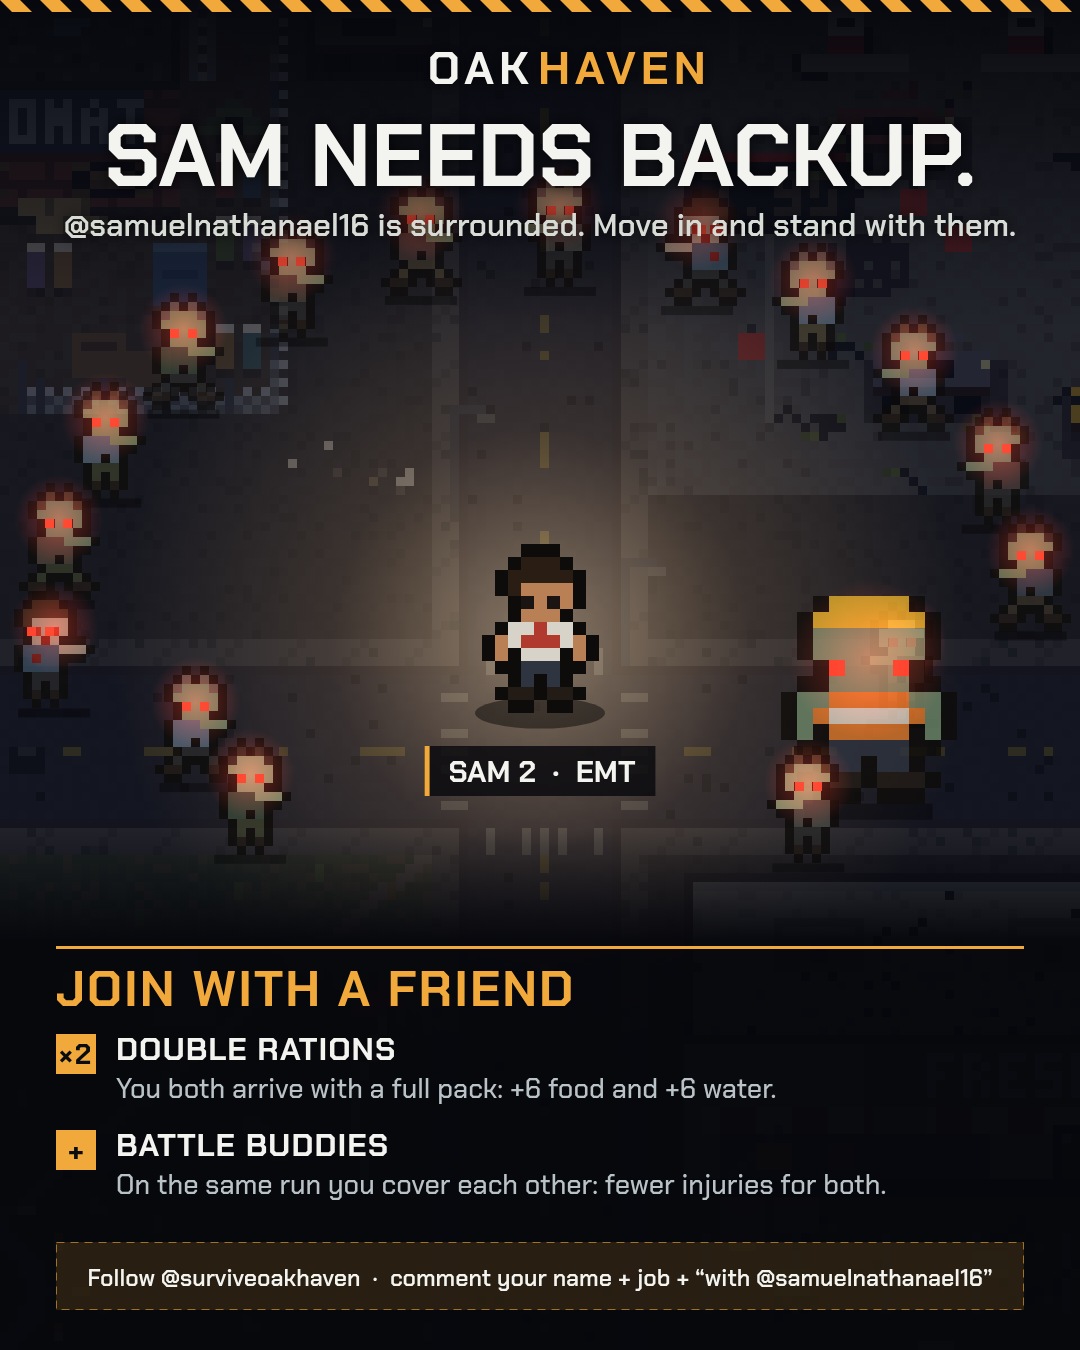 OAKHAVEN
SAM NEEDS BACKUP.
@samuelnathanael16 is surrounded. Move in and stand with them.
SAM 2 · EMT
JOIN WITH A FRIEND
×2 DOUBLE RATIONS
You both arrive with a full pack: +6 food and +6 water.
+ BATTLE BUDDIES
On the same run you cover each other: fewer injuries for both.
Follow @surviveoakhaven · comment your name + job + “with @samuelnathanael16”